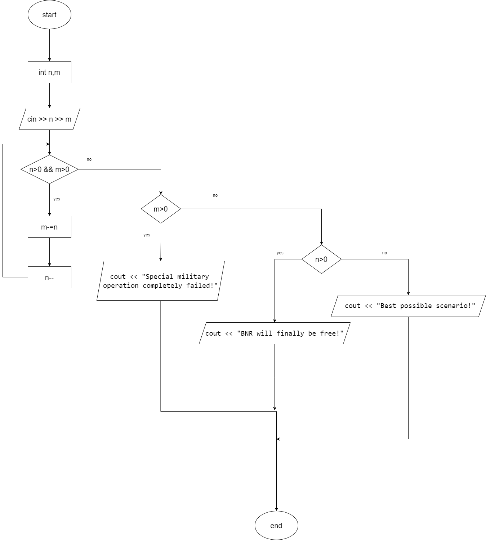 start
int n,m
cin >> n >> m
n>0 && m>0
no
yes
m-=n
n--
m>0
no
yes
cout << "Special military
operation completely failed!"
n>0
yes
no
cout << "Best possible scenario!"
cout << "BNR will finally be free!"
end